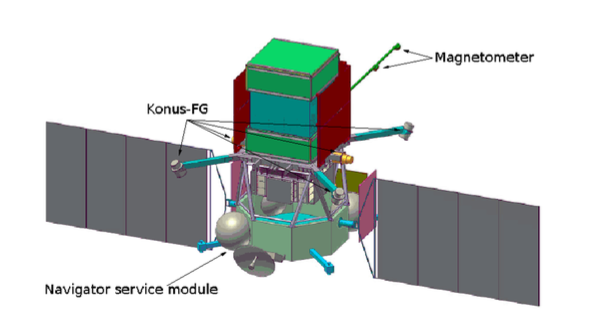 Magnetometer
Konus-FG
Navigator service module